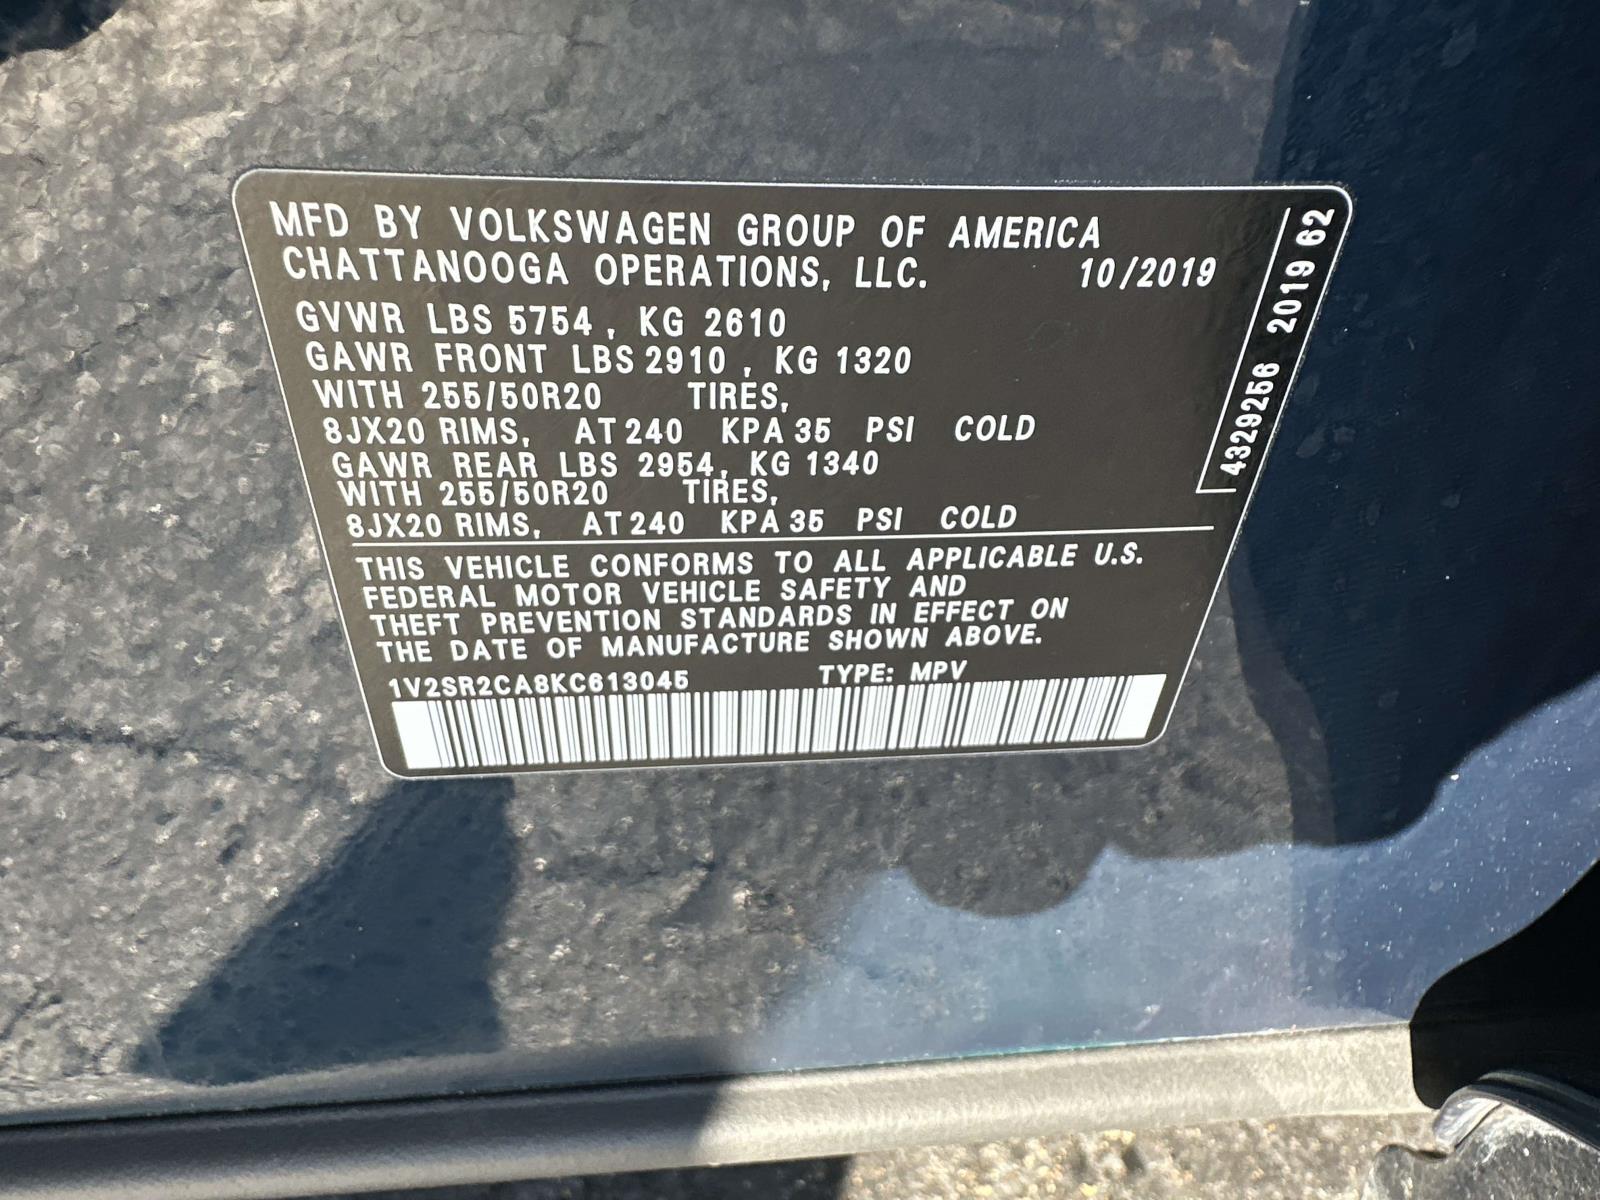 MFD BY VOLKSWAGEN GROUP OF AMERICA
CHATTANOOGA OPERATIONS, LLC. 10/2019
GVWR LBS 5754, KG 2610
GAWR FRONT LBS 2910, KG 1320
WITH 255/50R20 TIRES,
8JX20 RIMS, AT 240 KPA 35 PSI COLD
GAWR REAR LBS 2954, KG 1340
WITH 255/50R20 TIRES,
8JX20 RIMS, AT 240 KPA 35 PSI COLD
THIS VEHICLE CONFORMS TO ALL APPLICABLE U.S.
FEDERAL MOTOR VEHICLE SAFETY AND
THEFT PREVENTION STANDARDS IN EFFECT ON
THE DATE OF MANUFACTURE SHOWN ABOVE.
1V2SR2CA8KC613045 TYPE: MPV
4329256 2019 62